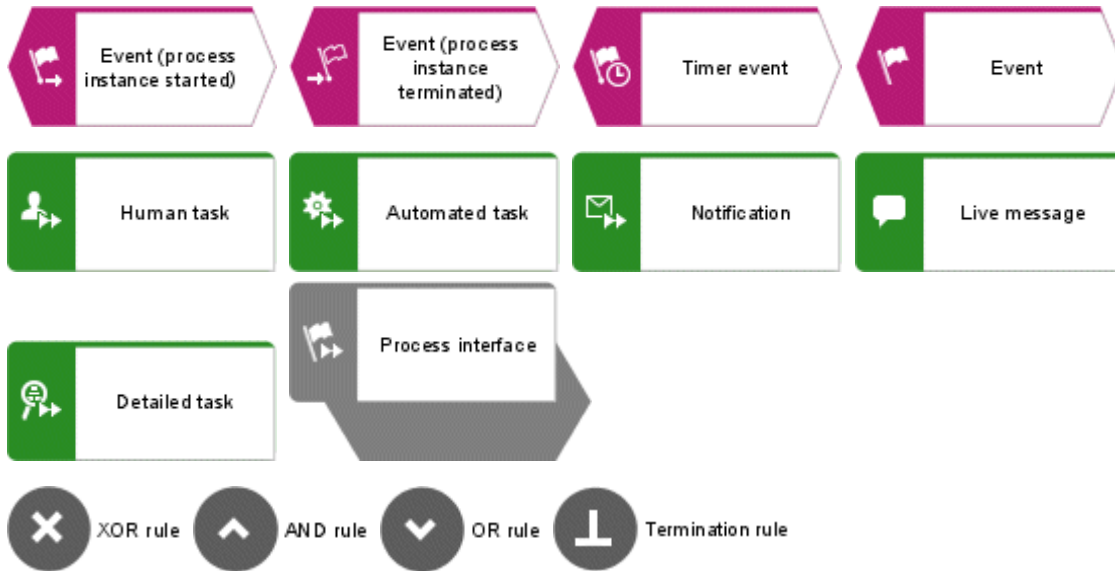 Event (process
instance started)
Event (process
instance
terminated)
Timer event
Event
Human task
Automated task
Notification
Live message
Process interface
Detailed task
XOR rule
AND rule
OR rule
Termination rule